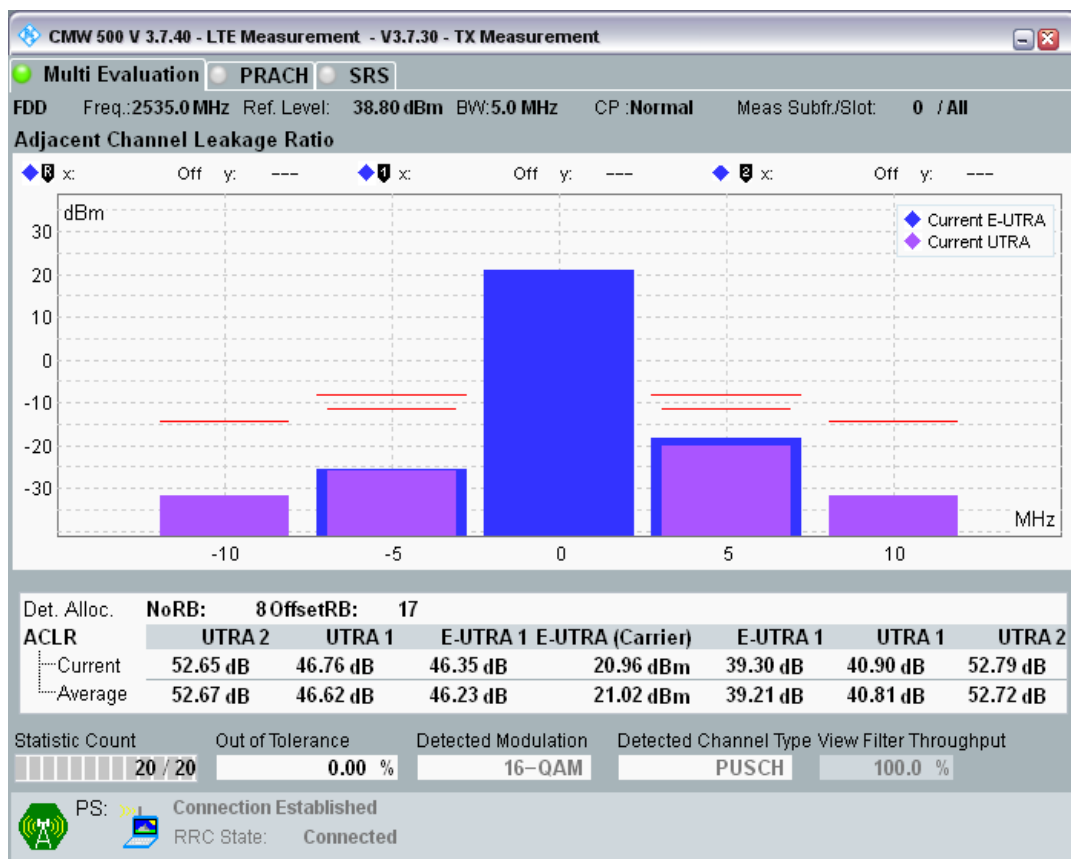 CMW 500 V 3.7.40 - LTE Measurement - V3.7.30 - TX Measurement
Multi Evaluation PRACH SRS
FDD Freq.:2535.0 MHz Ref. Level: 38.80 dBm BW:5.0 MHz CP :Normal Meas Subfr./Slot: 0 / All
Adjacent Channel Leakage Ratio
R x: Off y: --- 1 x: Off y: --- 2 x: Off y: ---
dBm
Current E-UTRA
Current UTRA
30
20
10
0
-10
-20
-30
MHz
-10 -5 0 5 10
Det. Alloc. NoRB: 8 OffsetRB: 17
ACLR UTRA 2 UTRA 1 E-UTRA 1 E-UTRA (Carrier) E-UTRA 1 UTRA 1 UTRA 2
Current 52.65 dB 46.76 dB 46.35 dB 20.96 dBm 39.30 dB 40.90 dB 52.79 dB
Average 52.67 dB 46.62 dB 46.23 dB 21.02 dBm 39.21 dB 40.81 dB 52.72 dB
Statistic Count Out of Tolerance Detected Modulation Detected Channel Type View Filter Throughput
20 / 20 0.00 % 16-QAM PUSCH 100.0 %
PS: Connection Established
RRC State: Connected